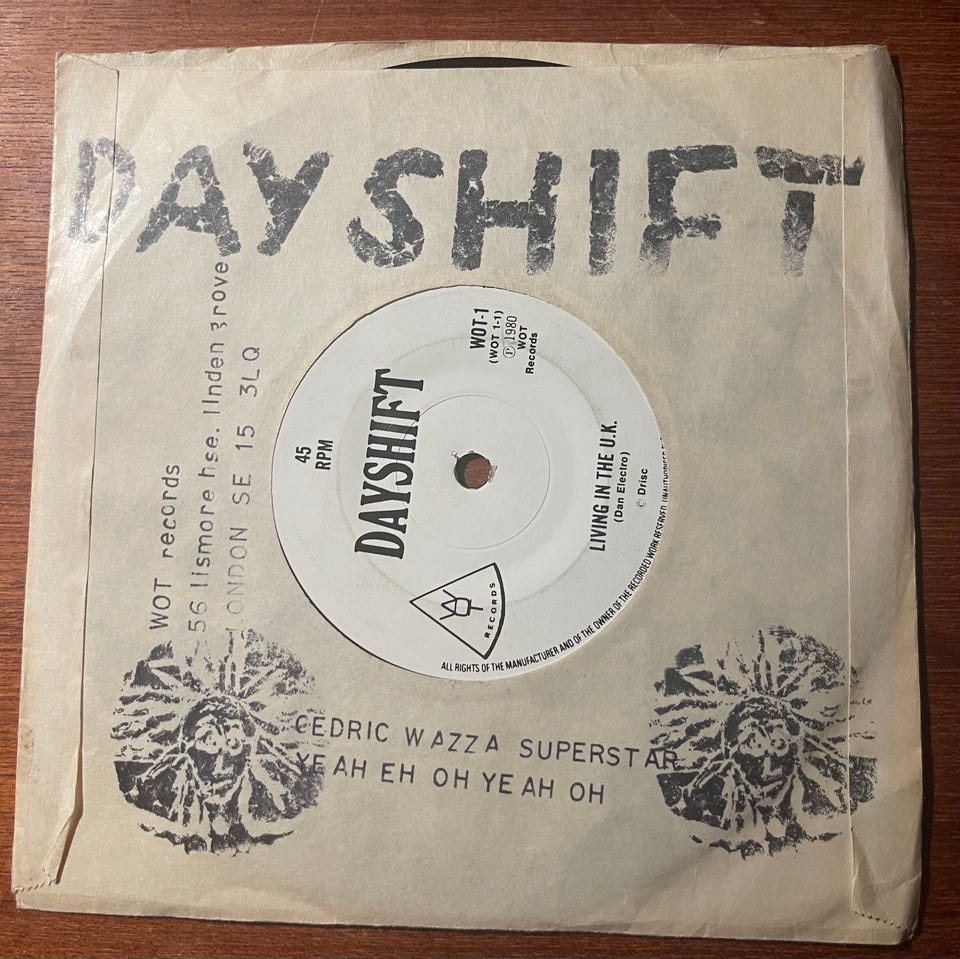 DAYSHIFT
WOT records
56 lismore hse. linden grove
LONDON SE 15 3LQ
45
RPM
DAYSHIFT
WOT-1
(WOT 1-1)
Ⓟ 1980
WOT
Records
LIVING IN THE U.K.
(Dan Electro)
© Drisc
WOT
RECORDS
ALL RIGHTS OF THE MANUFACTURER AND OF THE OWNER OF THE RECORDED WORK RESERVED. UNAUTHORISED
CEDRIC WAZZA SUPERSTAR
YEAH EH OH YEAH OH